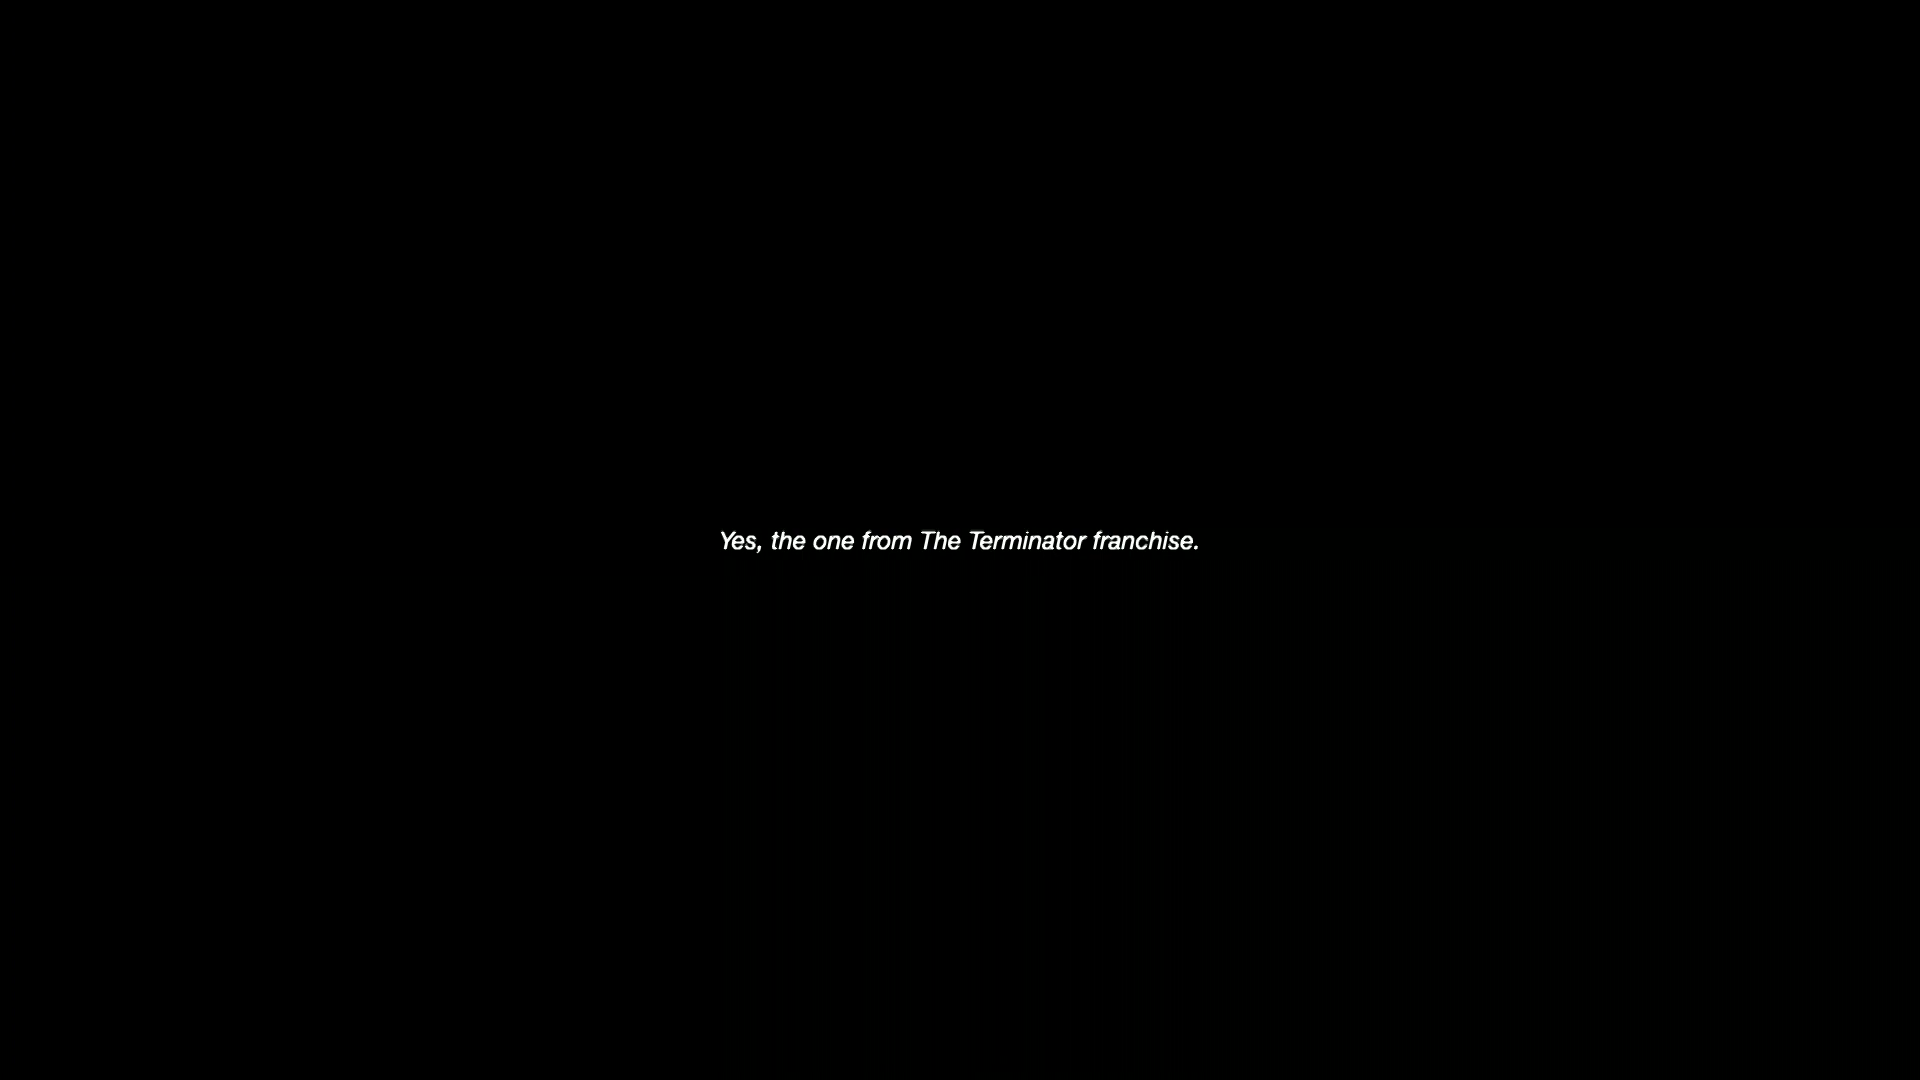 Yes, the one from The Terminator franchise.